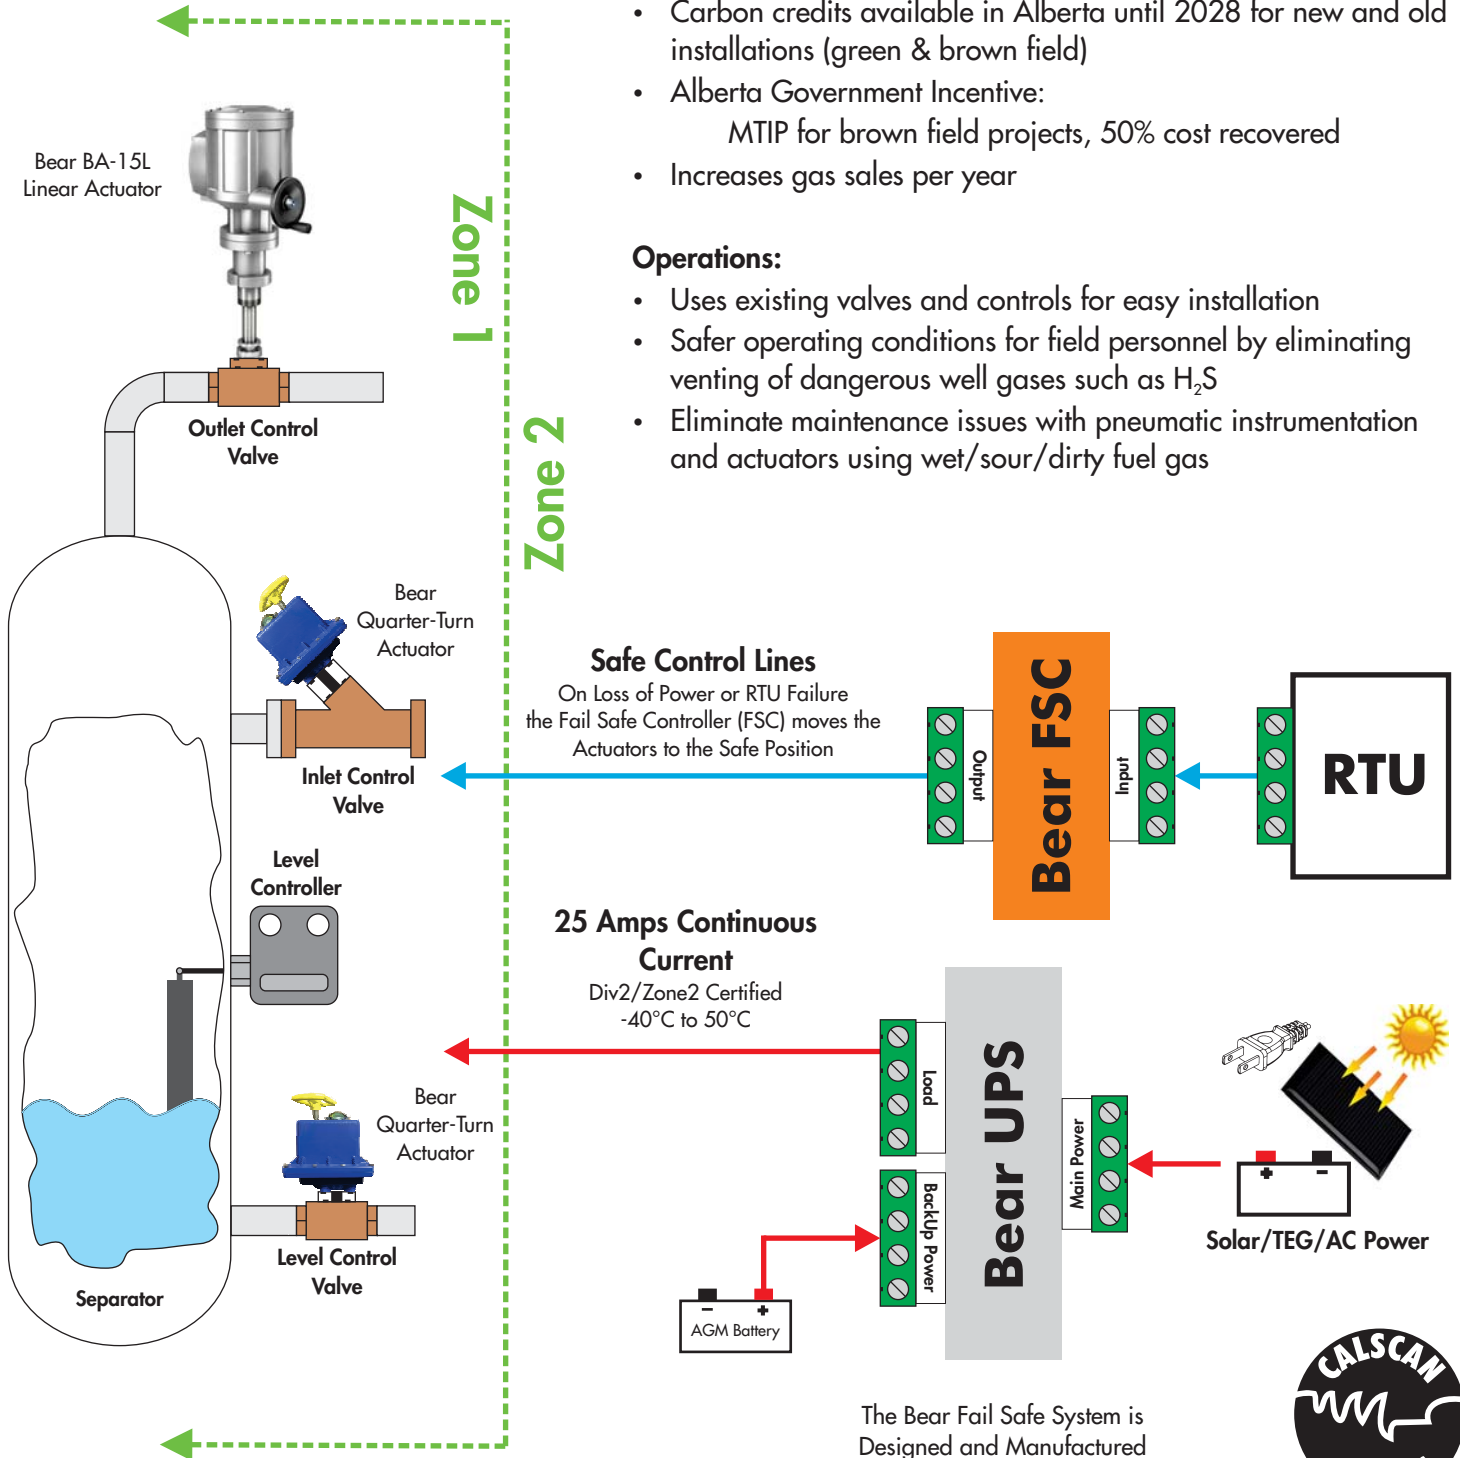 Carbon credits available in Alberta until 2028 for new and old
installations (green & brown field)
Alberta Government Incentive:
MTIP for brown field projects, 50% cost recovered
Increases gas sales per year
Operations:
Uses existing valves and controls for easy installation
Safer operating conditions for field personnel by eliminating
venting of dangerous well gases such as H₂S
Eliminate maintenance issues with pneumatic instrumentation
and actuators using wet/sour/dirty fuel gas
Bear BA-15L
Linear Actuator
Zone 1
Zone 2
Outlet Control
Valve
Bear
Quarter-Turn
Actuator
Inlet Control
Valve
Level
Controller
Bear
Quarter-Turn
Actuator
Level Control
Valve
Separator
Safe Control Lines
On Loss of Power or RTU Failure
the Fail Safe Controller (FSC) moves the
Actuators to the Safe Position
Output
Bear FSC
Input
RTU
25 Amps Continuous
Current
Div2/Zone2 Certified
-40°C to 50°C
Load
BackUp Power
Bear UPS
Main Power
+ -
Solar/TEG/AC Power
- +
AGM Battery
The Bear Fail Safe System is
Designed and Manufactured
CALSCAN